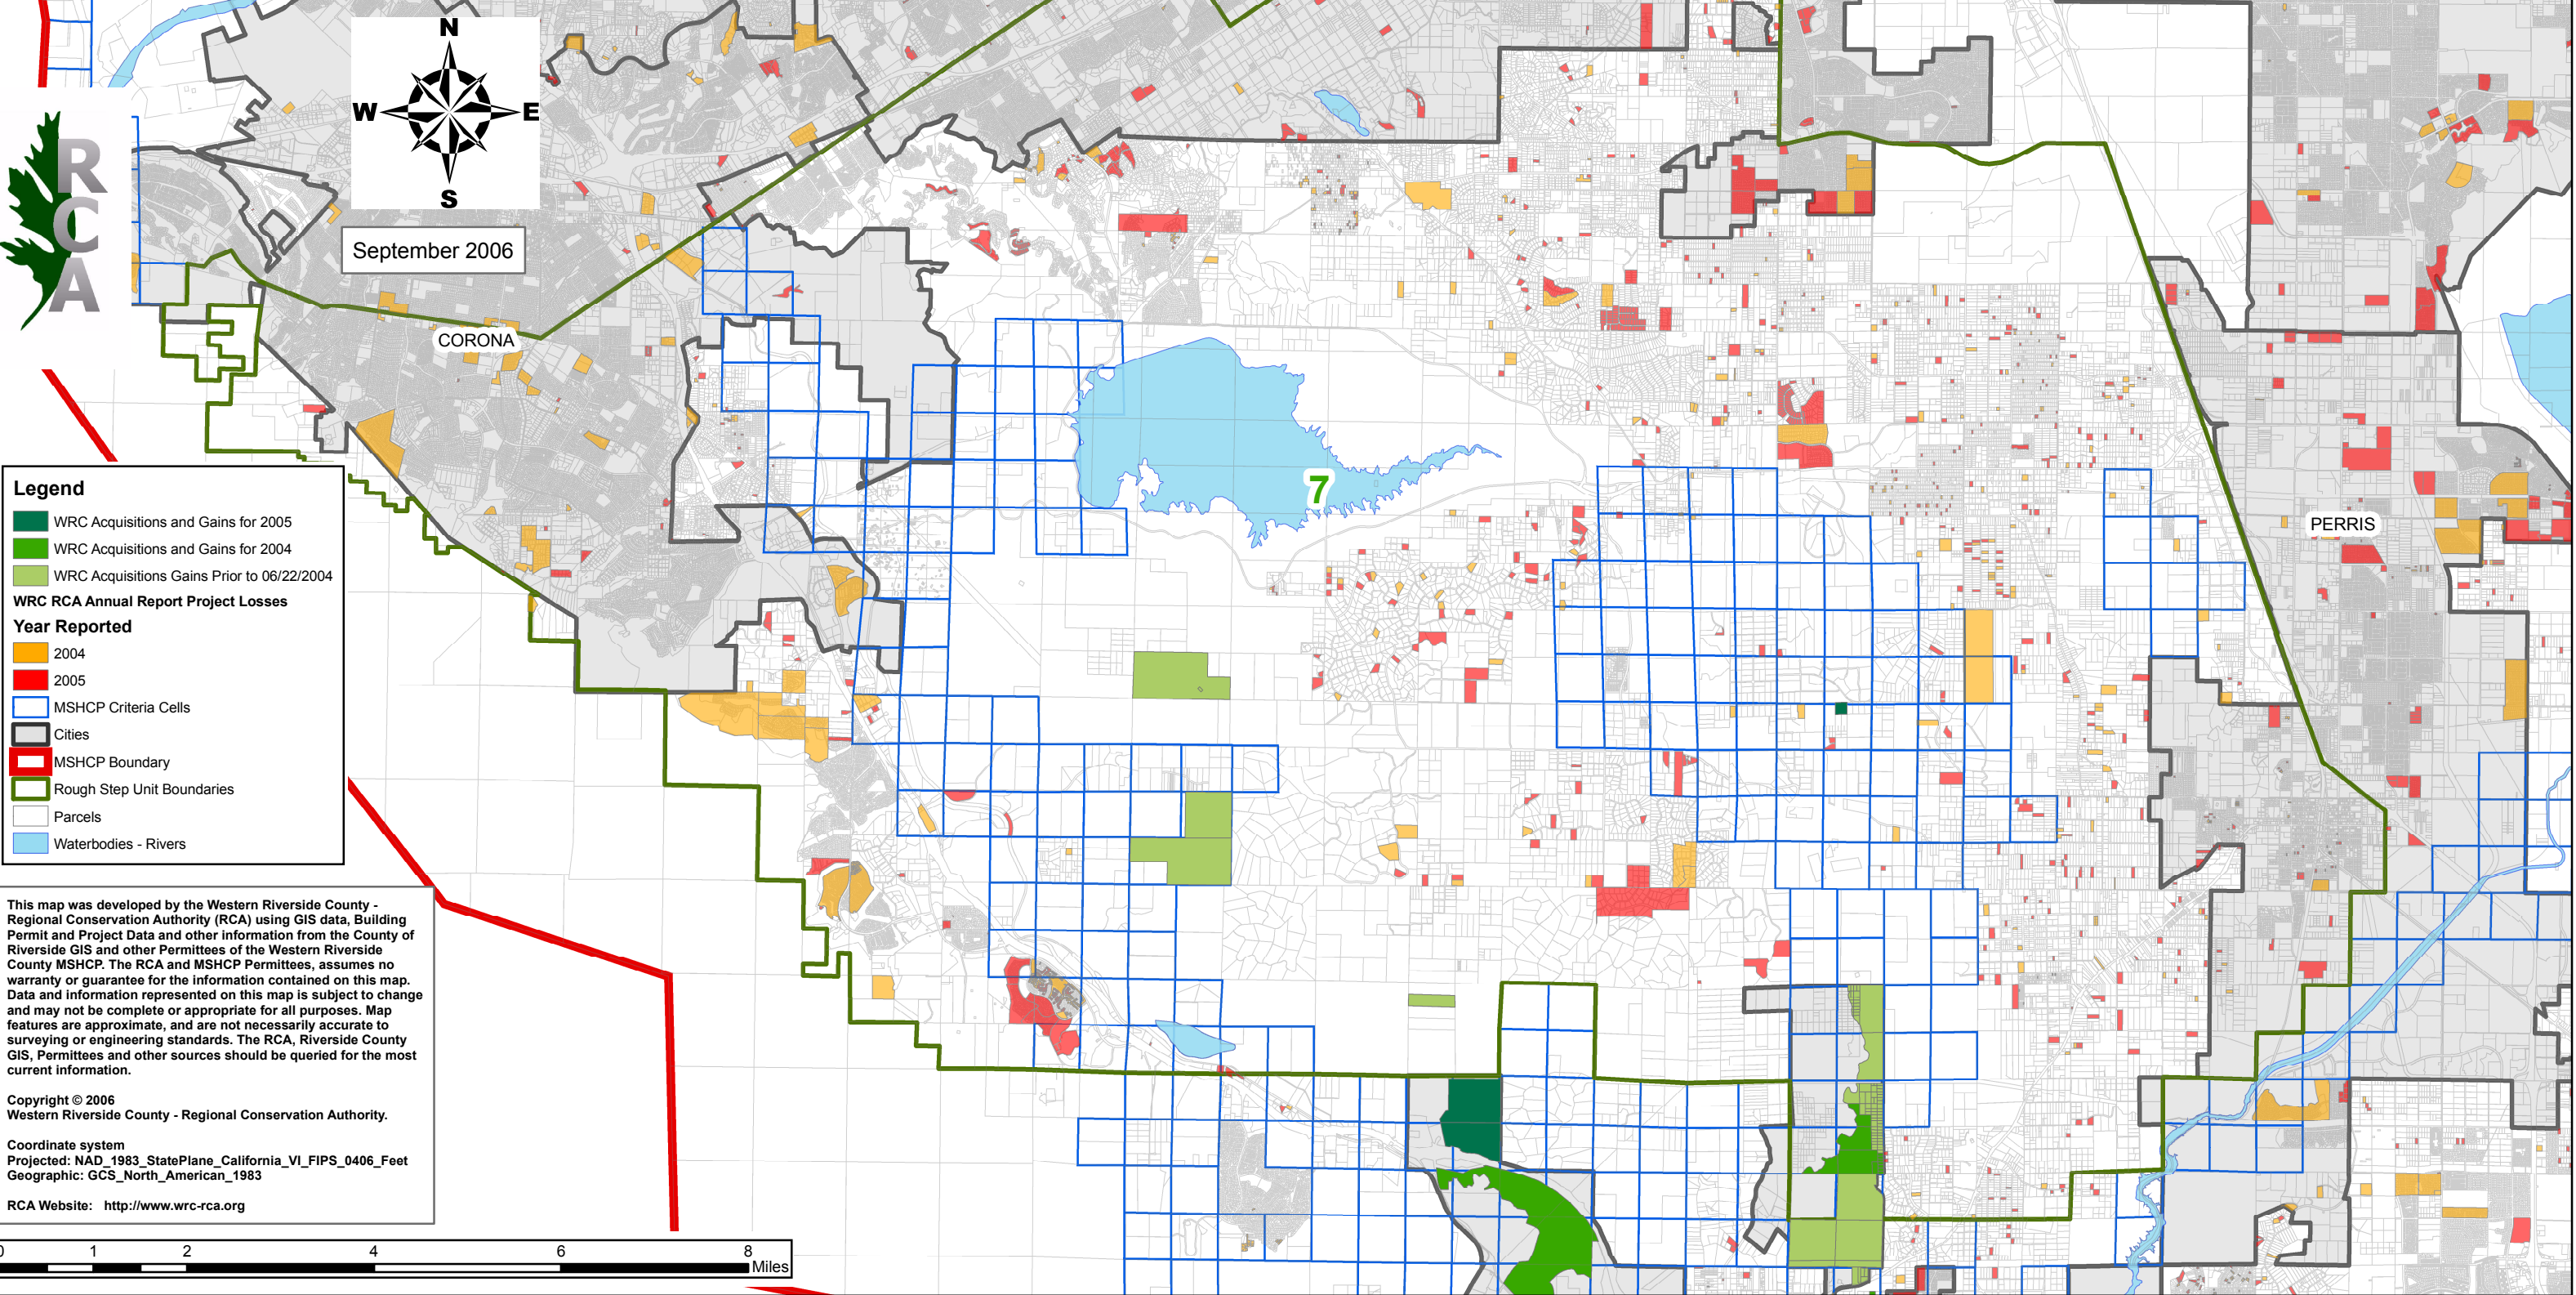 N
W
E
S
R
C
A
September 2006
CORONA
7
PERRIS
Legend
WRC Acquisitions and Gains for 2005
WRC Acquisitions and Gains for 2004
WRC Acquisitions Gains Prior to 06/22/2004
WRC RCA Annual Report Project Losses
Year Reported
2004
2005
MSHCP Criteria Cells
Cities
MSHCP Boundary
Rough Step Unit Boundaries
Parcels
Waterbodies - Rivers
This map was developed by the Western Riverside County -
Regional Conservation Authority (RCA) using GIS data, Building
Permit and Project Data and other information from the County of
Riverside GIS and other Permittees of the Western Riverside
County MSHCP. The RCA and MSHCP Permittees, assumes no
warranty or guarantee for the information contained on this map.
Data and information represented on this map is subject to change
and may not be complete or appropriate for all purposes. Map
features are approximate, and are not necessarily accurate to
surveying or engineering standards. The RCA, Riverside County
GIS, Permittees and other sources should be queried for the most
current information.
Copyright © 2006
Western Riverside County - Regional Conservation Authority.
Coordinate system
Projected: NAD_1983_StatePlane_California_VI_FIPS_0406_Feet
Geographic: GCS_North_American_1983
RCA Website: http://www.wrc-rca.org
0 1 2 4 6 8
Miles